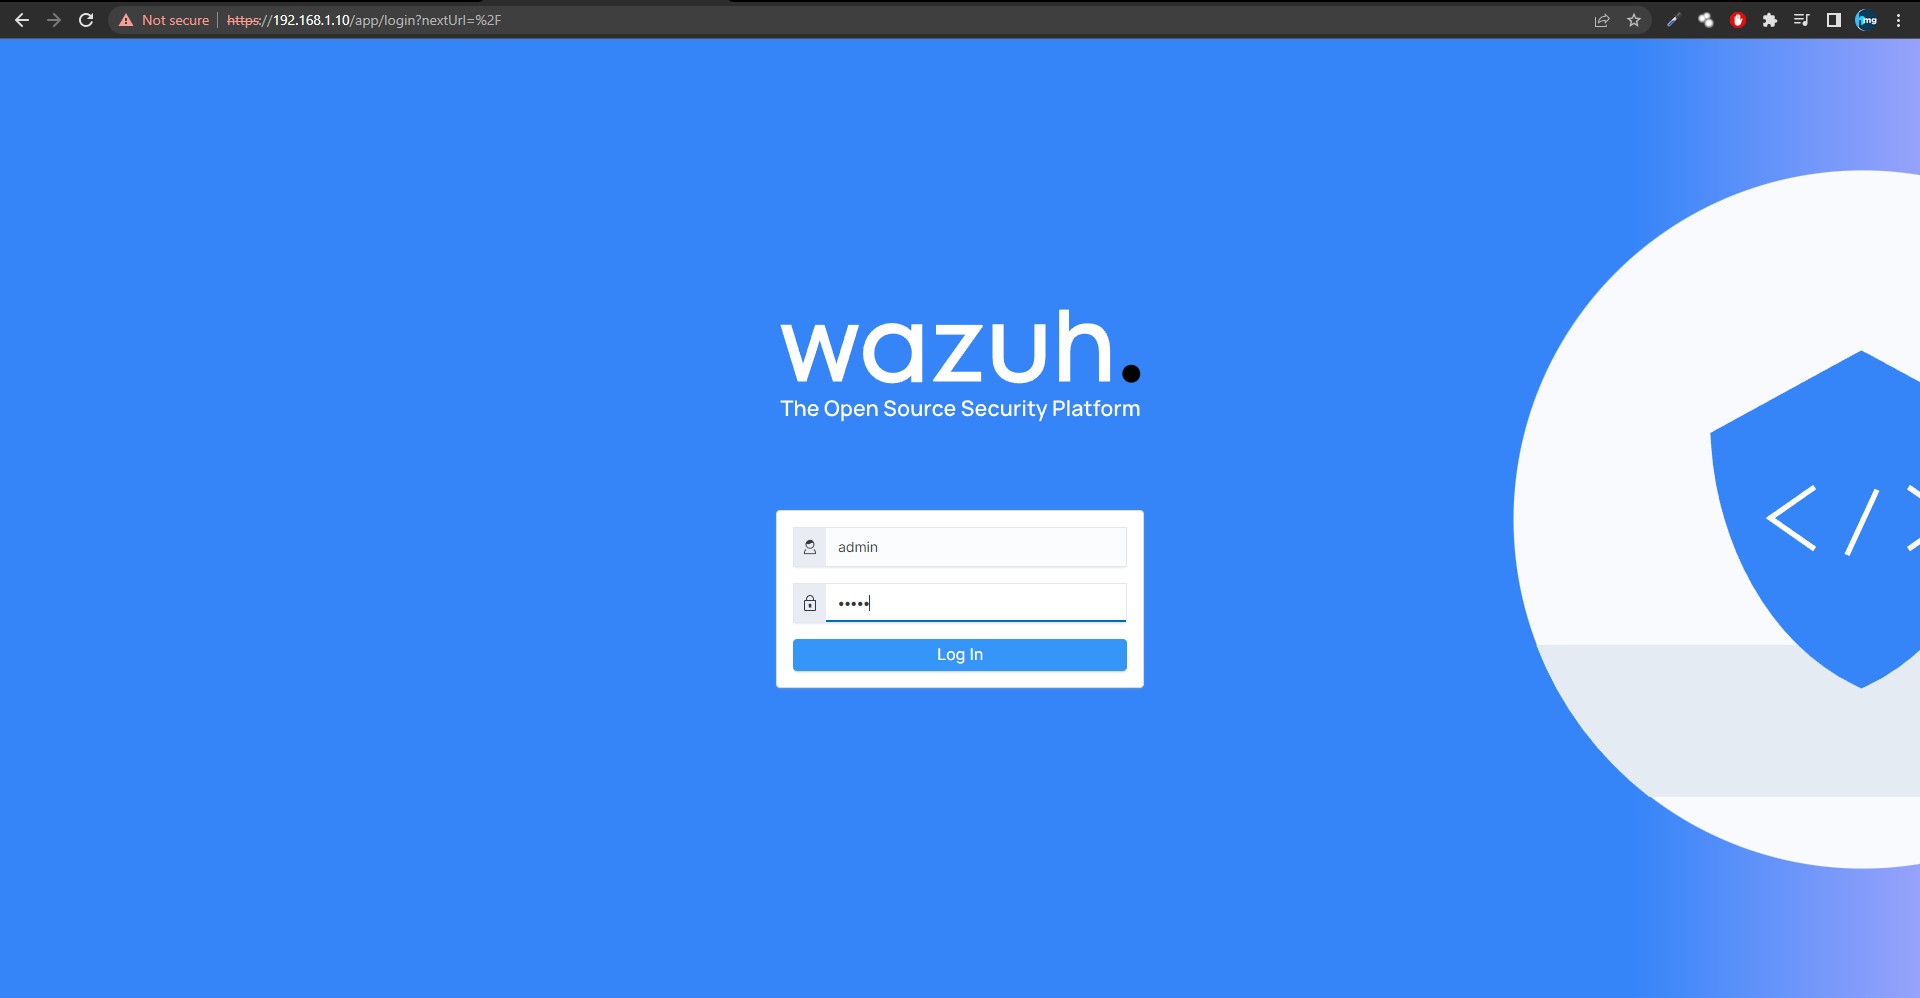 Not secure https://192.168.1.10/app/login?nextUrl=%2F
wazuh.
The Open Source Security Platform
admin
•••••
Log In